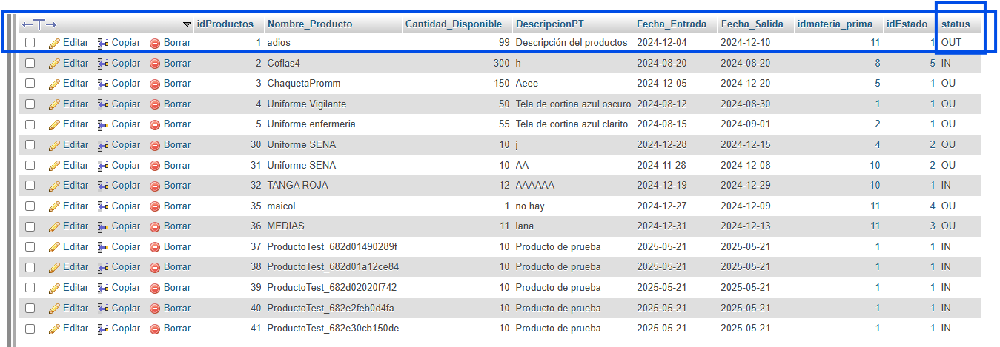 idProductos Nombre_Producto Cantidad_Disponible DescripcionPT Fecha_Entrada Fecha_Salida idmateria_prima idEstado status
Editar Copiar Borrar 1 adios 99 Descripción del productos 2024-12-04 2024-12-10 11 1 OUT
Editar Copiar Borrar 2 Cofias4 300 h 2024-08-20 2024-08-20 8 5 IN
Editar Copiar Borrar 3 ChaquetaPromm 150 Aeee 2024-12-05 2024-12-20 5 1 OU
Editar Copiar Borrar 4 Uniforme Vigilante 50 Tela de cortina azul oscuro 2024-08-12 2024-08-30 1 1 OU
Editar Copiar Borrar 5 Uniforme enfermeria 55 Tela de cortina azul clarito 2024-08-15 2024-09-01 2 1 OU
Editar Copiar Borrar 30 Uniforme SENA 10 j 2024-12-28 2024-12-15 4 2 OU
Editar Copiar Borrar 31 Uniforme SENA 10 AA 2024-11-28 2024-12-08 10 2 OU
Editar Copiar Borrar 32 TANGA ROJA 12 AAAAAA 2024-12-19 2024-12-29 10 1 IN
Editar Copiar Borrar 35 maicol 1 no hay 2024-12-27 2024-12-09 11 4 OU
Editar Copiar Borrar 36 MEDIAS 11 lana 2024-12-31 2024-12-13 11 3 OU
Editar Copiar Borrar 37 ProductoTest_682d01490289f 10 Producto de prueba 2025-05-21 2025-05-21 1 1 IN
Editar Copiar Borrar 38 ProductoTest_682d01a12ce84 10 Producto de prueba 2025-05-21 2025-05-21 1 1 IN
Editar Copiar Borrar 39 ProductoTest_682d02020f742 10 Producto de prueba 2025-05-21 2025-05-21 1 1 IN
Editar Copiar Borrar 40 ProductoTest_682e2feb0d4fa 10 Producto de prueba 2025-05-21 2025-05-21 1 1 IN
Editar Copiar Borrar 41 ProductoTest_682e30cb150de 10 Producto de prueba 2025-05-21 2025-05-21 1 1 IN